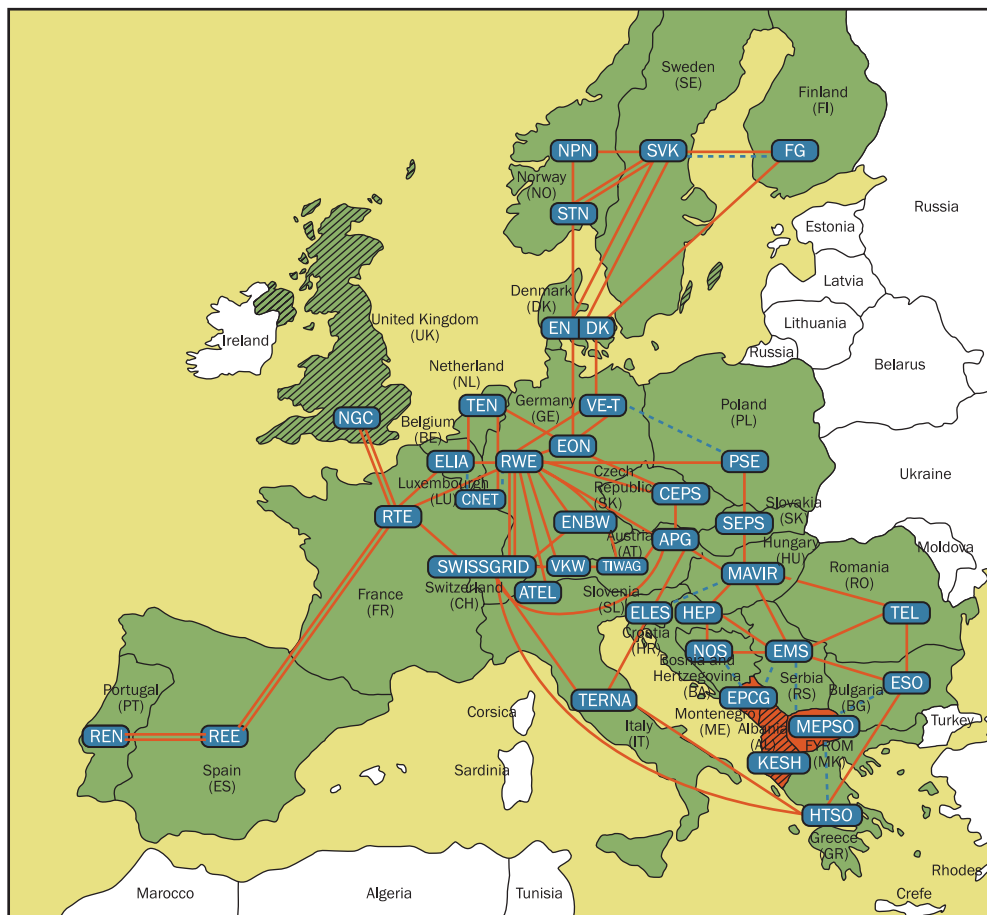 Sweden
(SE)
Finland
(FI)
NPN
SVK
FG
Norway
(NO)
STN
Russia
Estonia
Latvia
Denmark
(DK)
EN
DK
Lithuania
Russia
Belarus
Ireland
United Kingdom
(UK)
Netherland
(NL)
TEN
Germany
(GE)
VE-T
Poland
(PL)
NGC
Belgium
(BE)
EON
ELIA
RWE
PSE
Ukraine
Luxembourgh
(LU)
CNET
Czech
Republic
(SK)
CEPS
RTE
ENBW
Slovakia
(SK)
SEPS
Austria
(AT)
APG
Hungary
(HU)
Moldova
SWISSGRID
VKW
TIWAG
MAVIR
Romania
(RO)
Switzerland
(CH)
ATEL
Slovenia
(SL)
France
(FR)
ELES
HEP
TEL
Croatia
(HR)
NOS
EMS
Boshia and
Hertzegovina
(BA)
Serbia
(RS)
ESO
Bulgaria
(BG)
Portugal
(PT)
EPCG
TERNA
Corsica
Montenegro
(ME)
Italy
(IT)
Albania
(AL)
MEPSO
FYROM
(MK)
Turkey
REN
REE
KESH
Spain
(ES)
Sardinia
HTSO
Greece
(GR)
Rhodes
Marocco
Algeria
Tunisia
Crefe